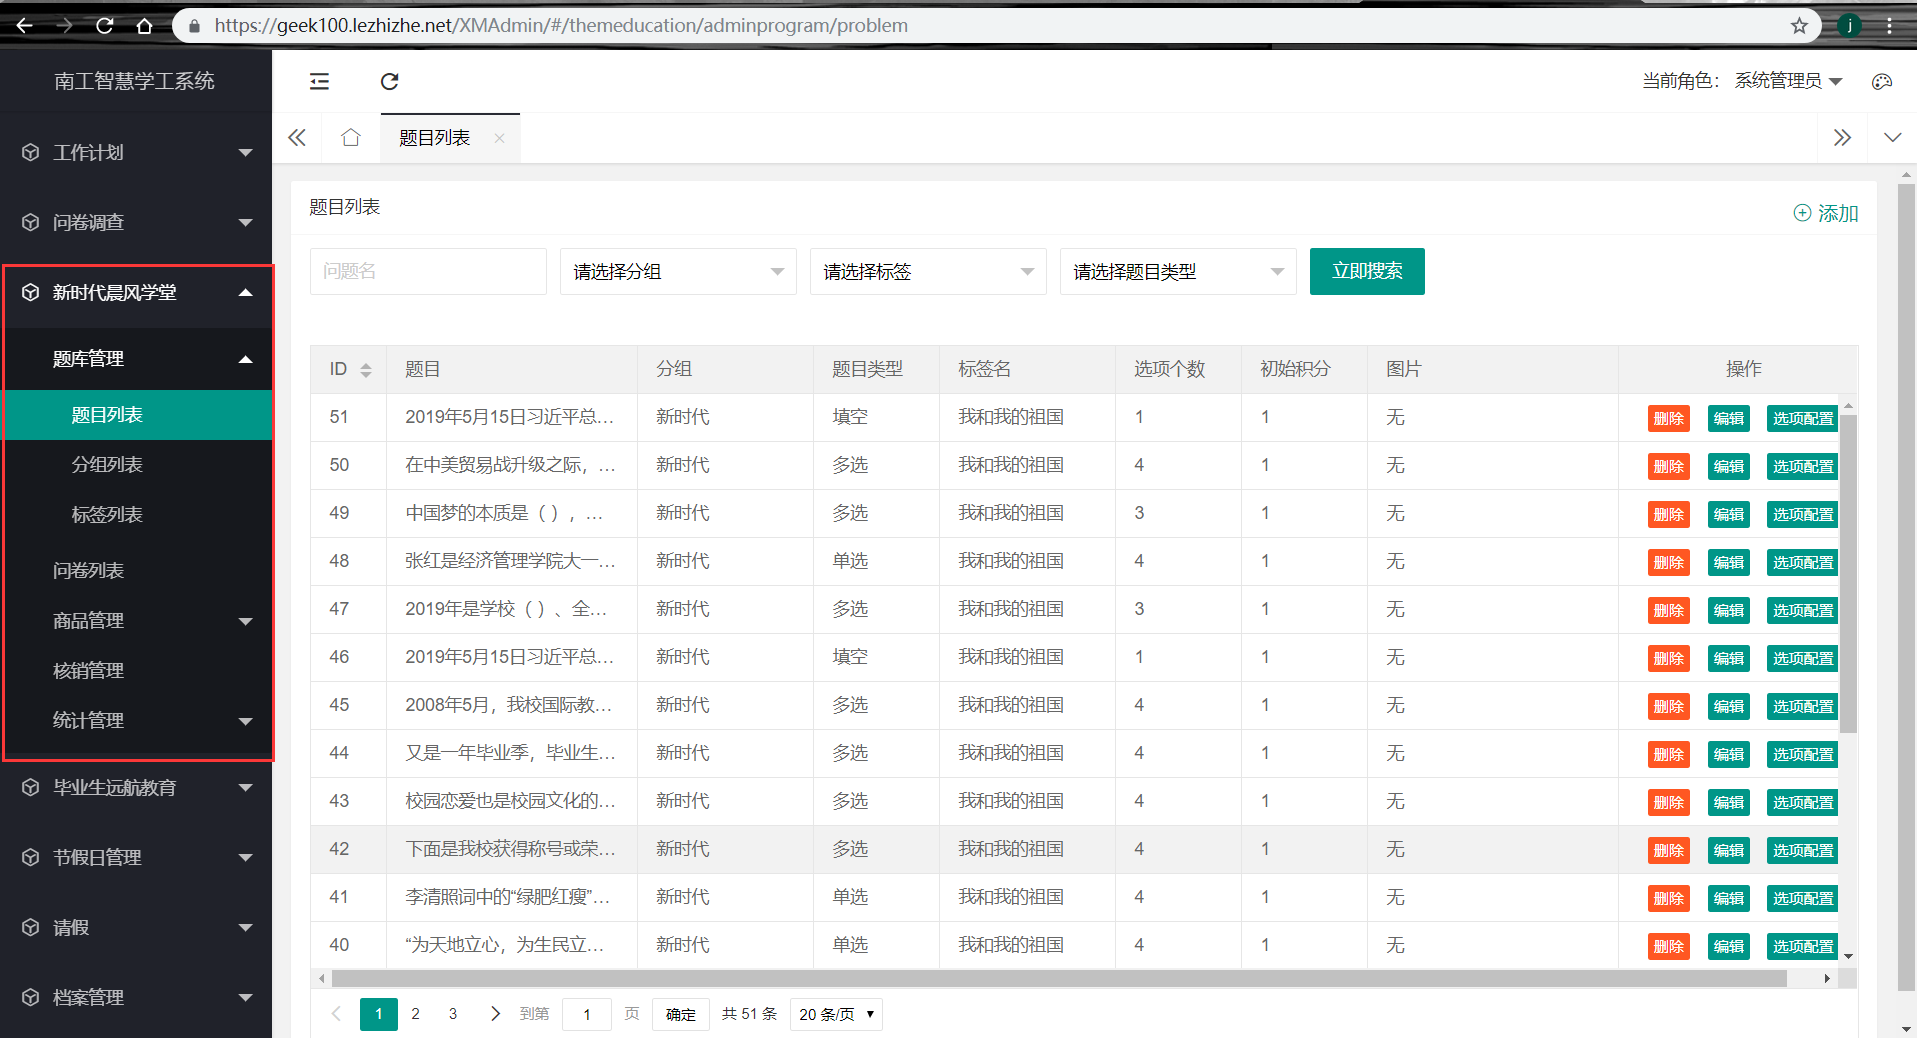 https://geek100.lezhizhe.net/XMAdmin/#/themeducation/adminprogram/problem
j
南工智慧学工系统
当前角色： 系统管理员
工作计划
问卷调查
新时代晨风学堂
题库管理
题目列表
分组列表
标签列表
问卷列表
商品管理
核销管理
统计管理
毕业生远航教育
节假日管理
请假
档案管理
题目列表
题目列表
添加
问题名 请选择分组 请选择标签 请选择题目类型 立即搜索
ID 题目 分组 题目类型 标签名 选项个数 初始积分 图片 操作
51 2019年5月15日习近平总... 新时代 填空 我和我的祖国 1 1 无 删除 编辑 选项配置
50 在中美贸易战升级之际，... 新时代 多选 我和我的祖国 4 1 无 删除 编辑 选项配置
49 中国梦的本质是（ ），... 新时代 多选 我和我的祖国 3 1 无 删除 编辑 选项配置
48 张红是经济管理学院大一... 新时代 单选 我和我的祖国 4 1 无 删除 编辑 选项配置
47 2019年是学校（ ）、全... 新时代 多选 我和我的祖国 3 1 无 删除 编辑 选项配置
46 2019年5月15日习近平总... 新时代 填空 我和我的祖国 1 1 无 删除 编辑 选项配置
45 2008年5月，我校国际教... 新时代 多选 我和我的祖国 4 1 无 删除 编辑 选项配置
44 又是一年毕业季，毕业生... 新时代 多选 我和我的祖国 4 1 无 删除 编辑 选项配置
43 校园恋爱也是校园文化的... 新时代 多选 我和我的祖国 4 1 无 删除 编辑 选项配置
42 下面是我校获得称号或荣... 新时代 多选 我和我的祖国 4 1 无 删除 编辑 选项配置
41 李清照词中的“绿肥红瘦”... 新时代 单选 我和我的祖国 4 1 无 删除 编辑 选项配置
40 “为天地立心，为生民立... 新时代 单选 我和我的祖国 4 1 无 删除 编辑 选项配置
1 2 3 到第 1 页 确定 共 51 条 20 条/页